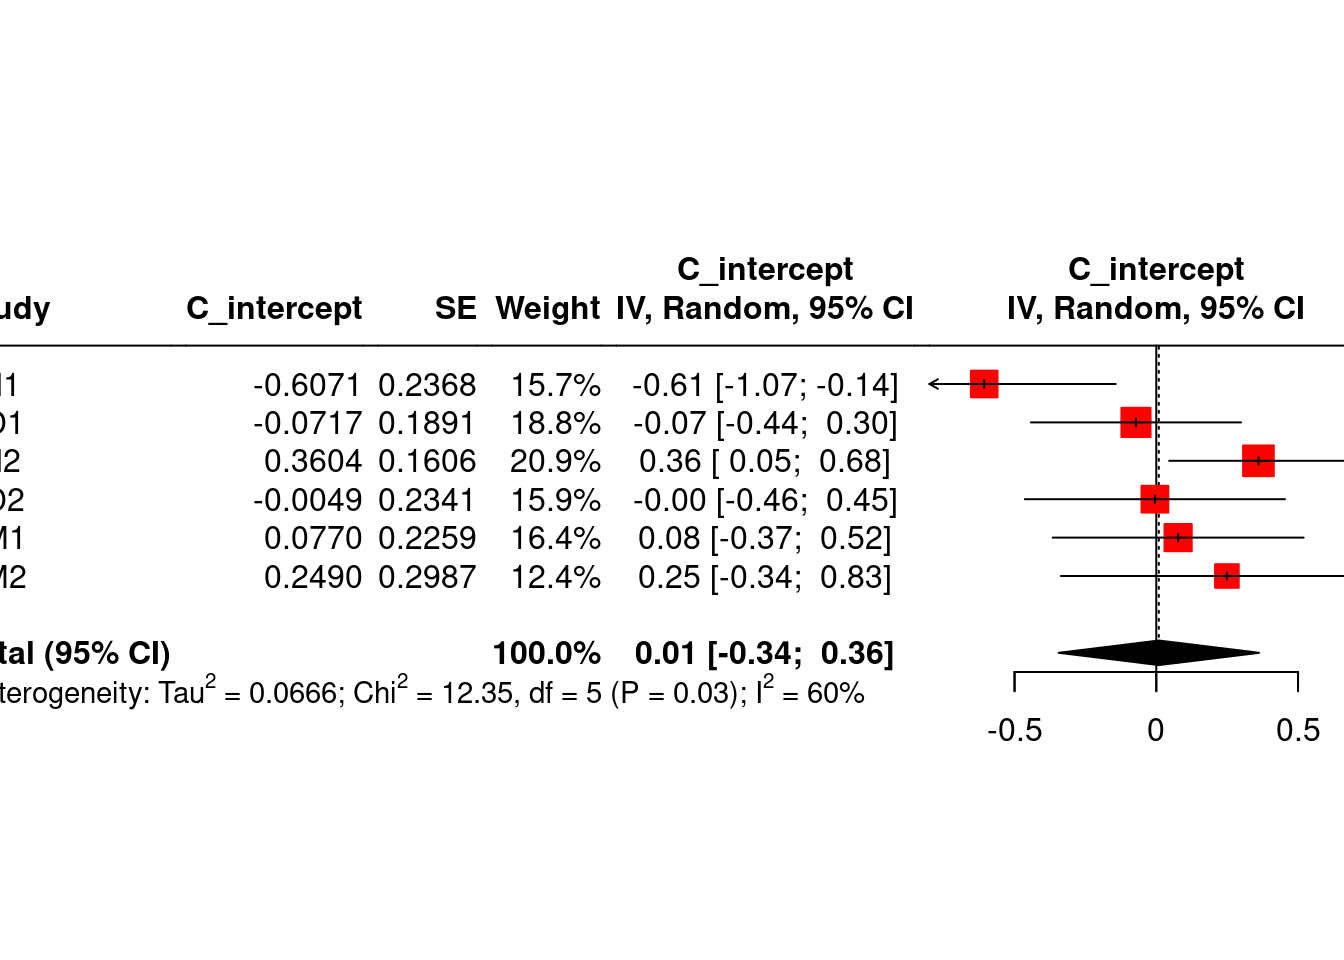 C_intercept C_intercept
udy C_intercept SE Weight IV, Random, 95% CI IV, Random, 95% CI
1 -0.6071 0.2368 15.7% -0.61 [-1.07; -0.14]
01 -0.0717 0.1891 18.8% -0.07 [-0.44; 0.30]
2 0.3604 0.1606 20.9% 0.36 [ 0.05; 0.68]
02 -0.0049 0.2341 15.9% -0.00 [-0.46; 0.45]
M1 0.0770 0.2259 16.4% 0.08 [-0.37; 0.52]
M2 0.2490 0.2987 12.4% 0.25 [-0.34; 0.83]
tal (95% CI) 100.0% 0.01 [-0.34; 0.36]
terogeneity: Tau² = 0.0666; Chi² = 12.35, df = 5 (P = 0.03); I² = 60%
-0.5 0 0.5